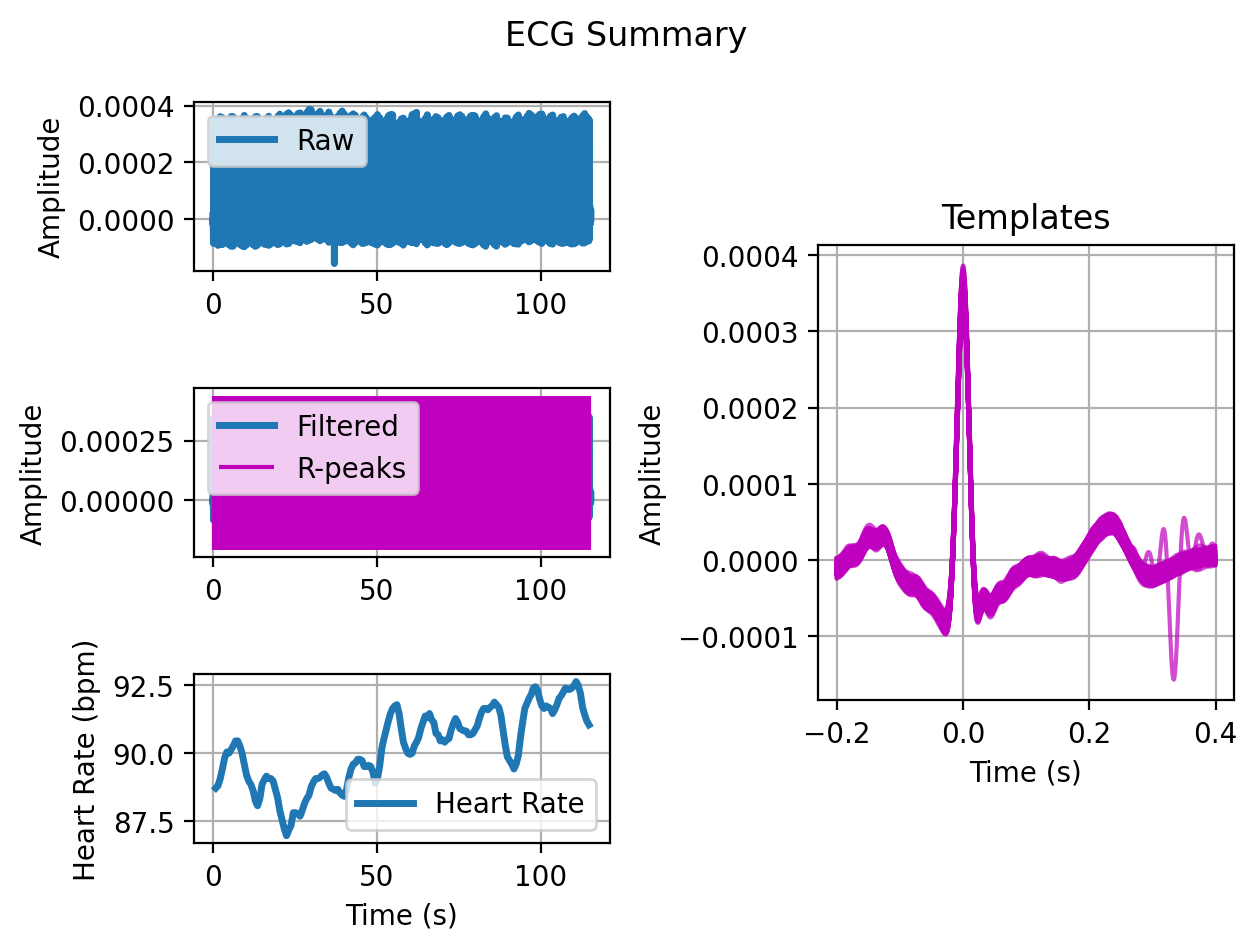 ECG Summary
0.0004
0.0002
0.0000
Amplitude
Raw
0 50 100
0.00025
0.00000
Amplitude
Filtered
R-peaks
0 50 100
92.5
90.0
87.5
Heart Rate (bpm)
Heart Rate
0 50 100
Time (s)
Templates
0.0004
0.0003
0.0002
0.0001
0.0000
−0.0001
Amplitude
−0.2 0.0 0.2 0.4
Time (s)